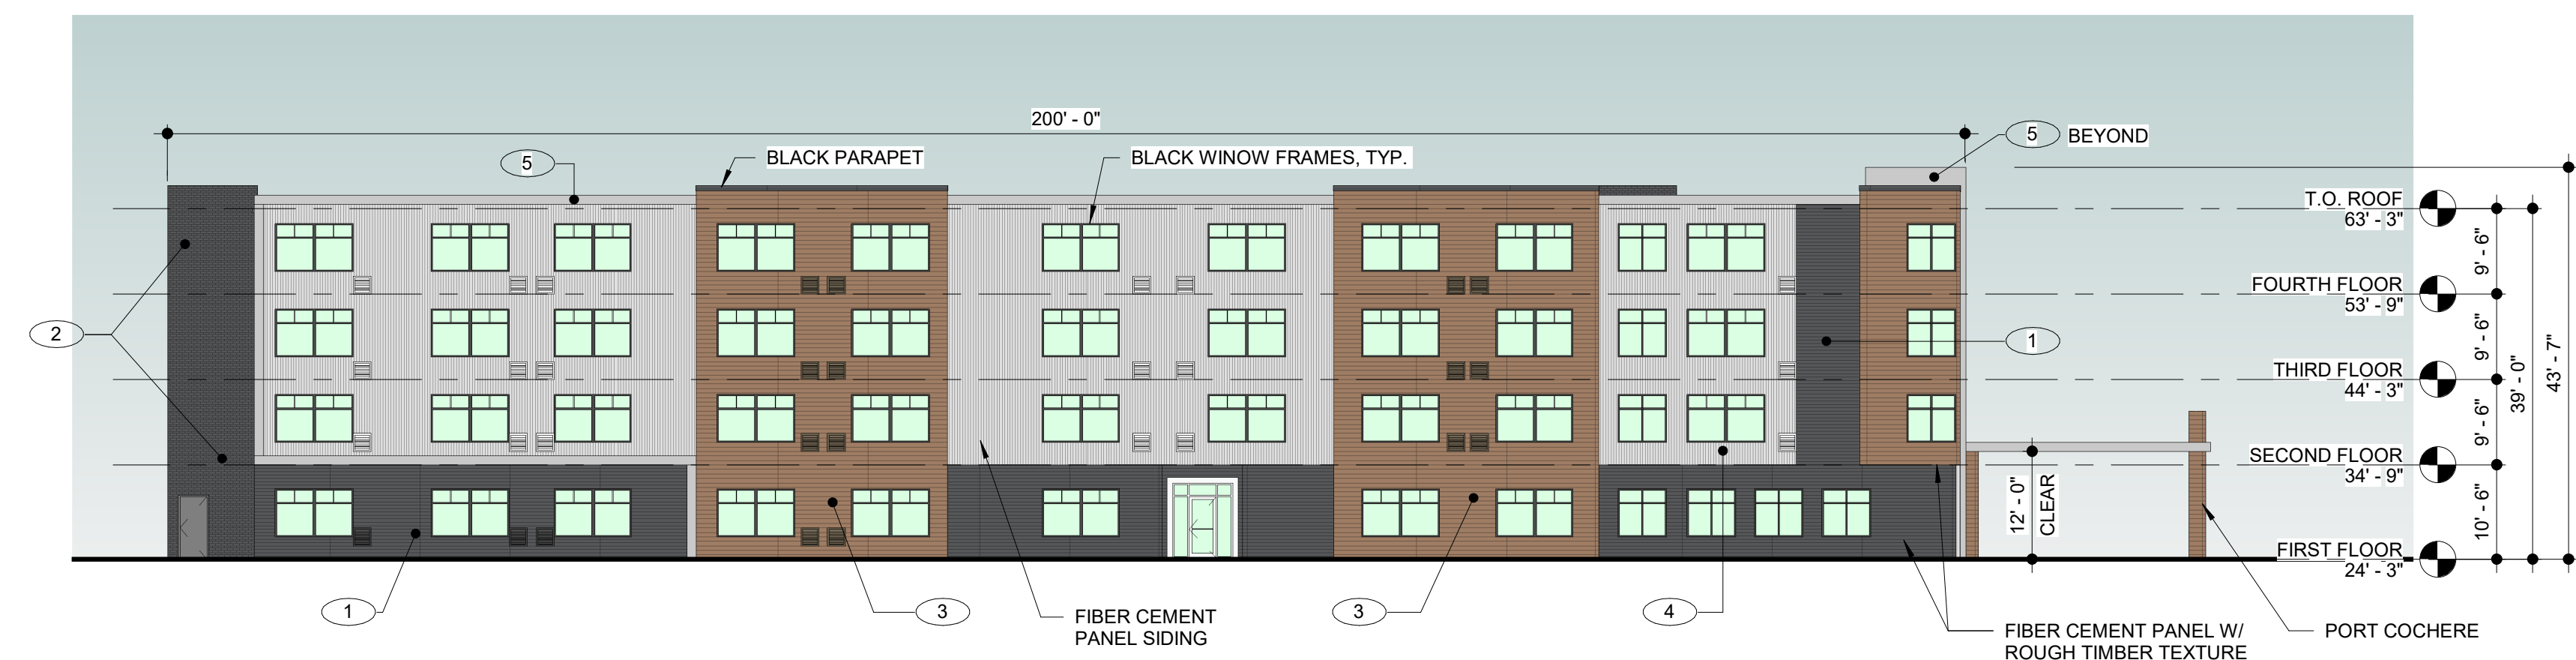 200' - 0"
5
BLACK PARAPET
BLACK WINOW FRAMES, TYP.
5 BEYOND
T.O. ROOF
63' - 3"
9' - 6"
FOURTH FLOOR
53' - 9"
2
1
9' - 6"
43' - 7"
THIRD FLOOR
44' - 3"
39' - 0"
9' - 6"
SECOND FLOOR
34' - 9"
12' - 0"
CLEAR
10' - 6"
FIRST FLOOR
24' - 3"
1
3
3
4
FIBER CEMENT
PANEL SIDING
FIBER CEMENT PANEL W/
ROUGH TIMBER TEXTURE
PORT COCHERE